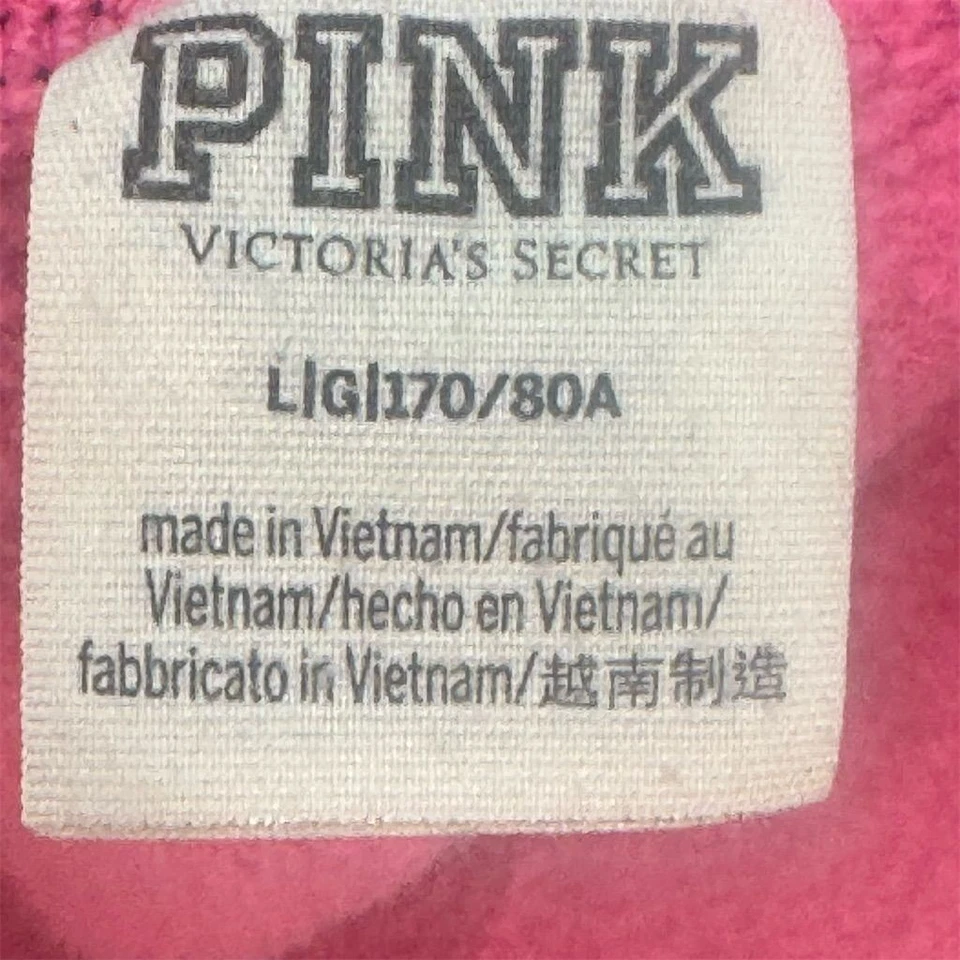 PINK
VICTORIA'S SECRET
L|G|170/80A
made in Vietnam/fabriqué au
Vietnam/hecho en Vietnam/
fabbricato in Vietnam/越南制造